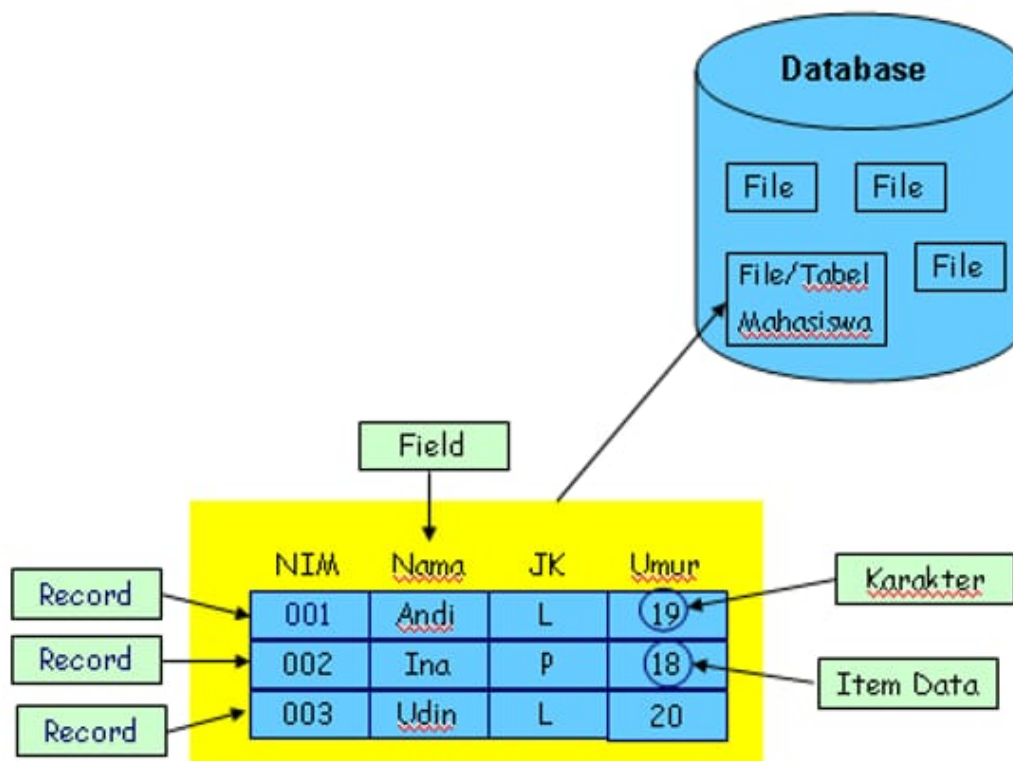 Database
File File
File
File/Tabel
Mahasiswa
Field
NIM Nama JK Umur
Karakter
Record
001 Andi L 19
Record
002 Ina P 18
Item Data
Record
003 Udin L 20